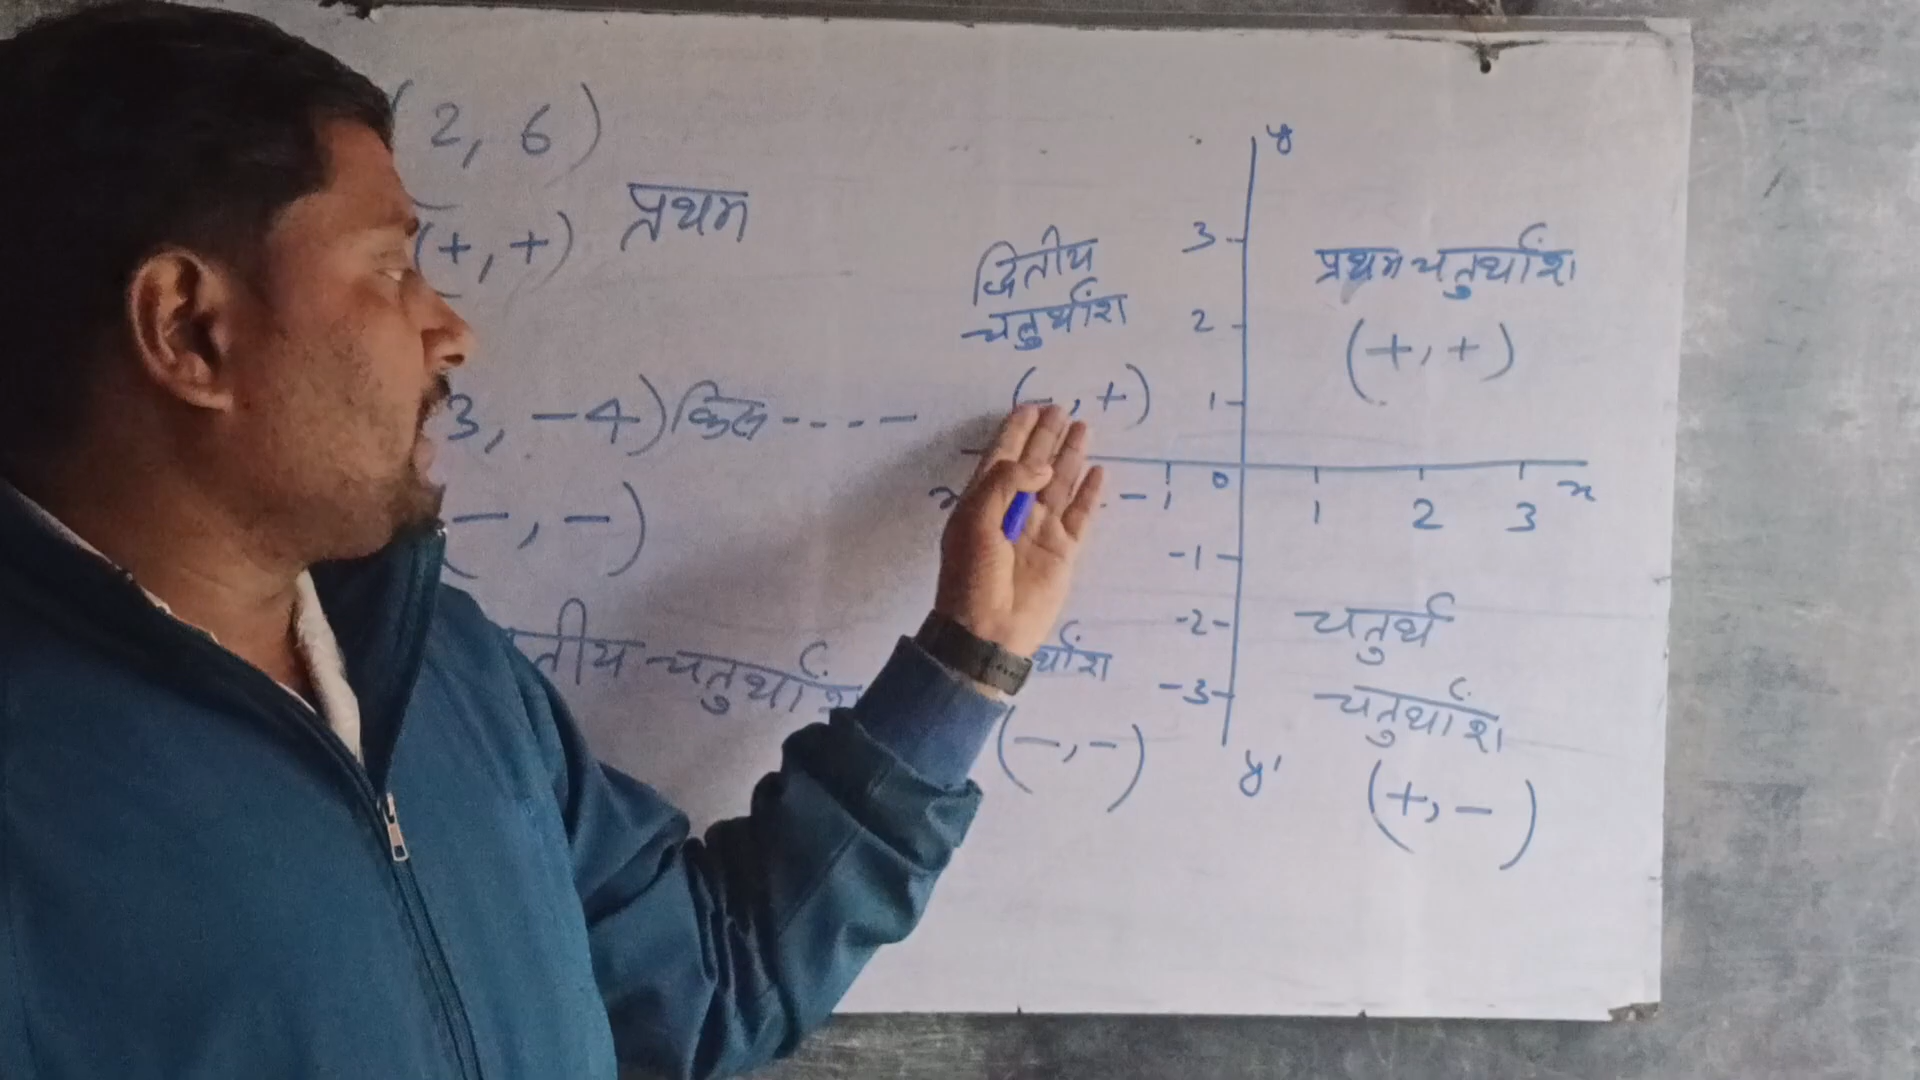 (2, 6)
(+, +) प्रथम
3, -4) किस ----
-, -)
तीय चतुर्थांश
y
3
2
1
0
-1
1 2 3
x
-1
-2
-3
y'
द्वितीय
चतुर्थांश
(-, +)
प्रथम चतुर्थांश
(+, +)
र्थांश
(-, -)
चतुर्थ
चतुर्थांश
(+, -)